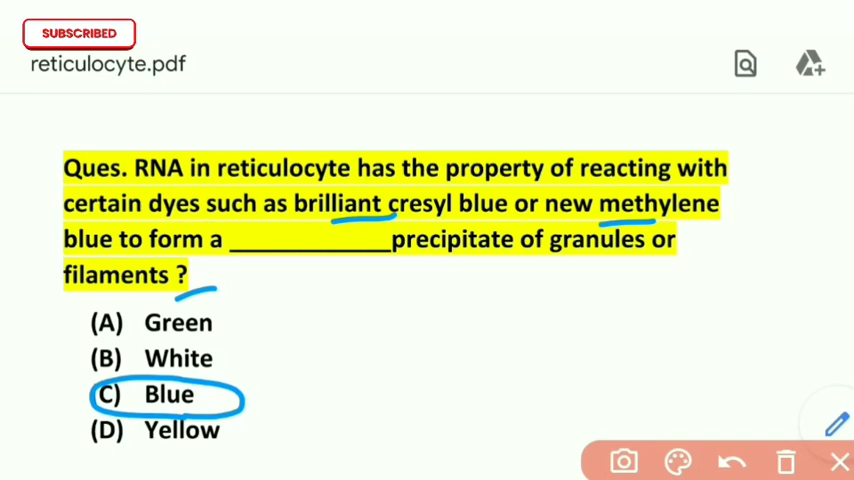 SUBSCRIBED
reticulocyte.pdf
Ques. RNA in reticulocyte has the property of reacting with
certain dyes such as brilliant cresyl blue or new methylene
blue to form a ____________precipitate of granules or
filaments ?
(A) Green
(B) White
C) Blue
(D) Yellow